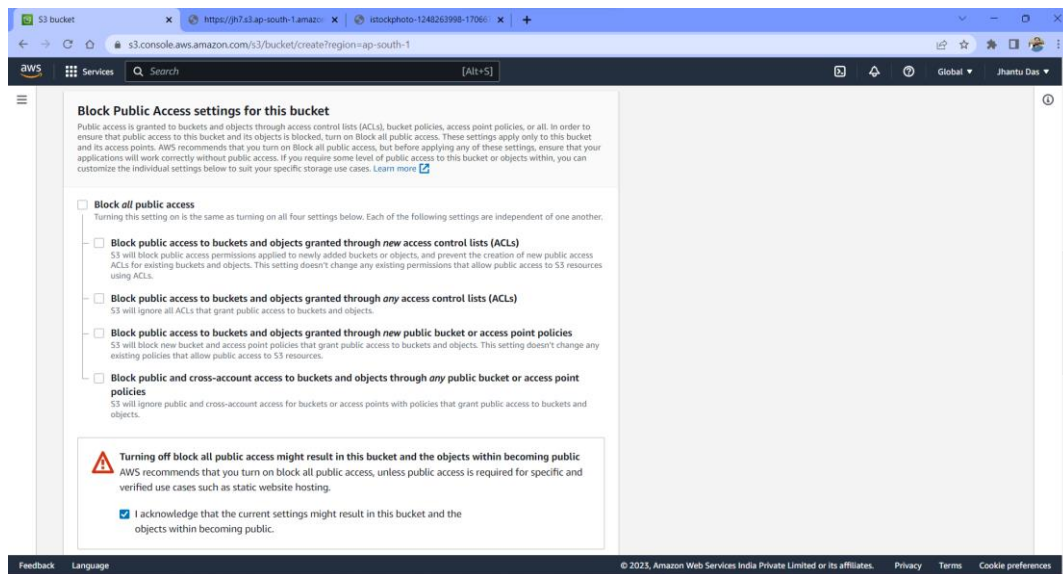 S3 bucket
https://jh7.s3.ap-south-1.amazo
istockphoto-1248263998-17066
s3.console.aws.amazon.com/s3/bucket/create?region=ap-south-1
aws Services Search [Alt+S] Global Jhantu Das
Block Public Access settings for this bucket
Public access is granted to buckets and objects through access control lists (ACLs), bucket policies, access point policies, or all. In order to
ensure that public access to this bucket and its objects is blocked, turn on Block all public access. These settings apply only to this bucket
and its access points. AWS recommends that you turn on Block all public access, but before applying any of these settings, ensure that your
applications will work correctly without public access. If you require some level of public access to this bucket or objects within, you can
customize the individual settings below to suit your specific storage use cases. Learn more
Block all public access
Turning this setting on is the same as turning on all four settings below. Each of the following settings are independent of one another.
Block public access to buckets and objects granted through new access control lists (ACLs)
S3 will block public access permissions applied to newly added buckets or objects, and prevent the creation of new public access
ACLs for existing buckets and objects. This setting doesn't change any existing permissions that allow public access to S3 resources
using ACLs.
Block public access to buckets and objects granted through any access control lists (ACLs)
S3 will ignore all ACLs that grant public access to buckets and objects.
Block public access to buckets and objects granted through new public bucket or access point policies
S3 will block new bucket and access point policies that grant public access to buckets and objects. This setting doesn't change any
existing policies that allow public access to S3 resources.
Block public and cross-account access to buckets and objects through any public bucket or access point
policies
S3 will ignore public and cross-account access for buckets or access points with policies that grant public access to buckets and
objects.
Turning off block all public access might result in this bucket and the objects within becoming public
AWS recommends that you turn on block all public access, unless public access is required for specific and
verified use cases such as static website hosting.
I acknowledge that the current settings might result in this bucket and the
objects within becoming public.
Feedback Language © 2023, Amazon Web Services India Private Limited or its affiliates. Privacy Terms Cookie preferences